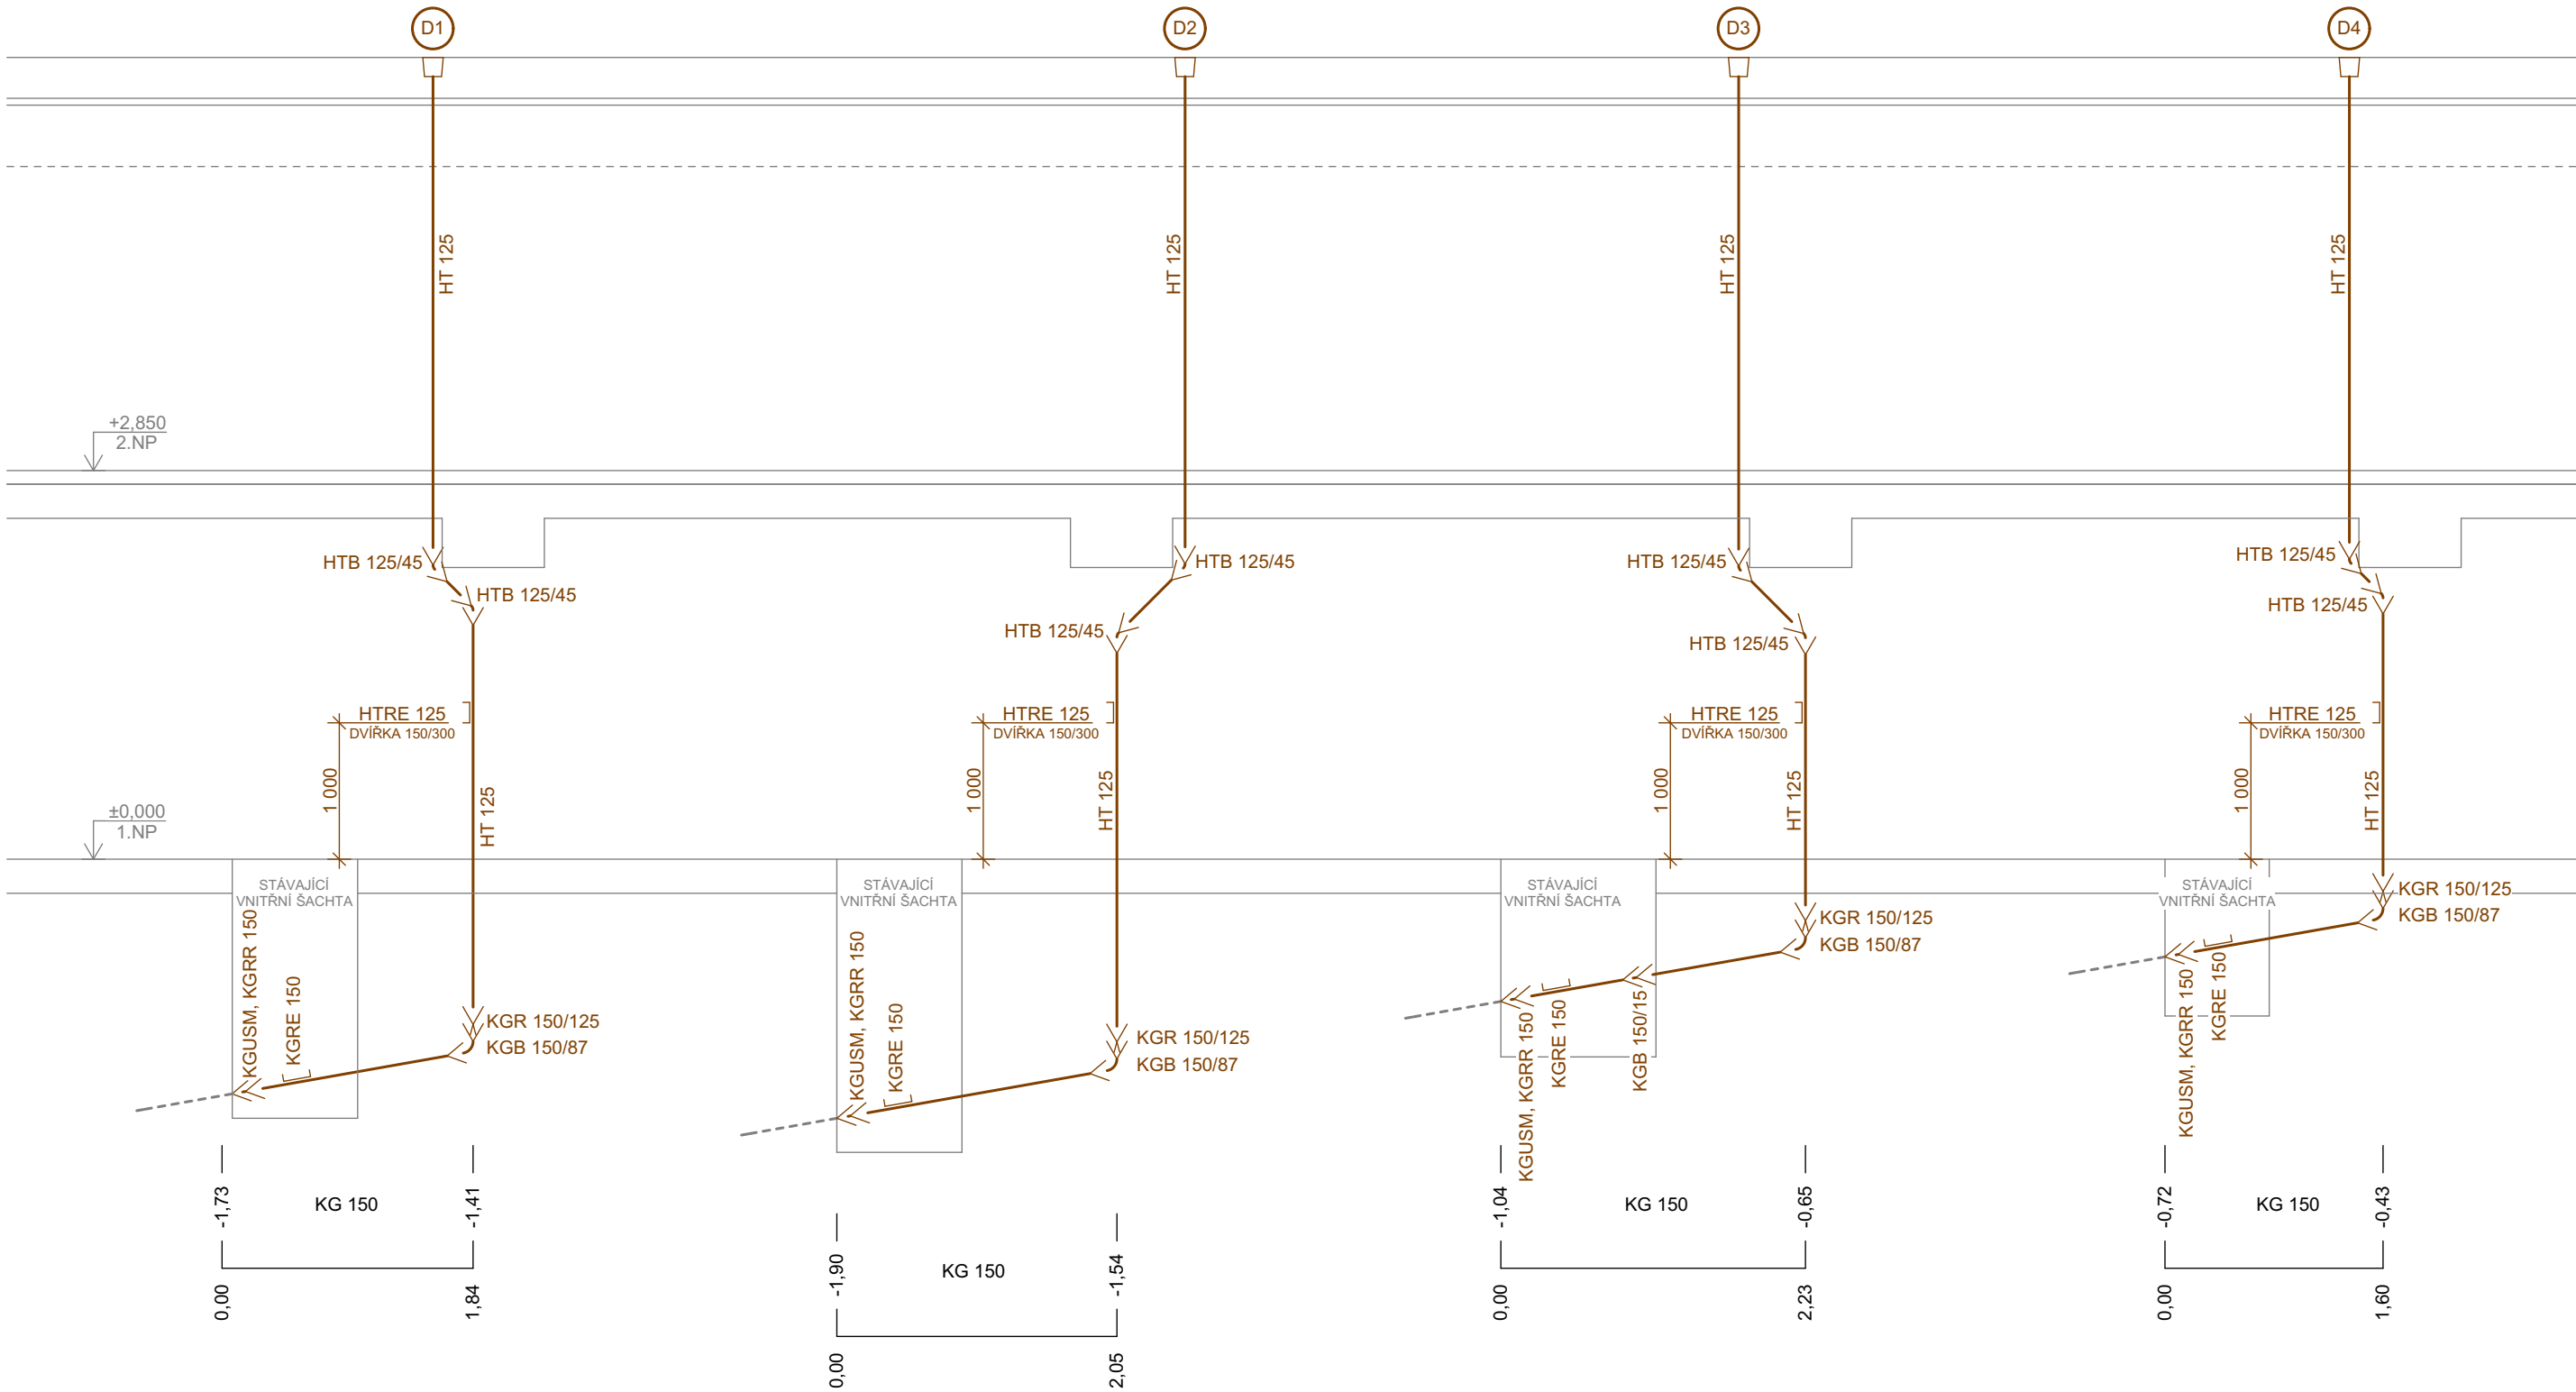 D1
D2
D3
D4
HT 125
HT 125
HT 125
HT 125
+2,850
2.NP
HTB 125/45
HTB 125/45
HTB 125/45
HTB 125/45
HTB 125/45
HTB 125/45
HTB 125/45
HTB 125/45
HTRE 125
DVÍŘKA 150/300
HTRE 125
DVÍŘKA 150/300
HTRE 125
DVÍŘKA 150/300
HTRE 125
DVÍŘKA 150/300
1 000
HT 125
1 000
HT 125
1 000
HT 125
1 000
HT 125
±0,000
1.NP
STÁVAJÍCÍ
VNITŘNÍ ŠACHTA
STÁVAJÍCÍ
VNITŘNÍ ŠACHTA
STÁVAJÍCÍ
VNITŘNÍ ŠACHTA
STÁVAJÍCÍ
VNITŘNÍ ŠACHTA
KGUSM, KGRR 150
KGRE 150
KGR 150/125
KGB 150/87
KGUSM, KGRR 150
KGRE 150
KGR 150/125
KGB 150/87
KGUSM, KGRR 150
KGRE 150
KGB 150/15
KGR 150/125
KGB 150/87
KGUSM, KGRR 150
KGRE 150
KGR 150/125
KGB 150/87
-1,73
KG 150
-1,41
0,00
1,84
-1,90
KG 150
-1,54
0,00
2,05
-1,04
KG 150
-0,65
0,00
2,23
-0,72
KG 150
-0,43
0,00
1,60